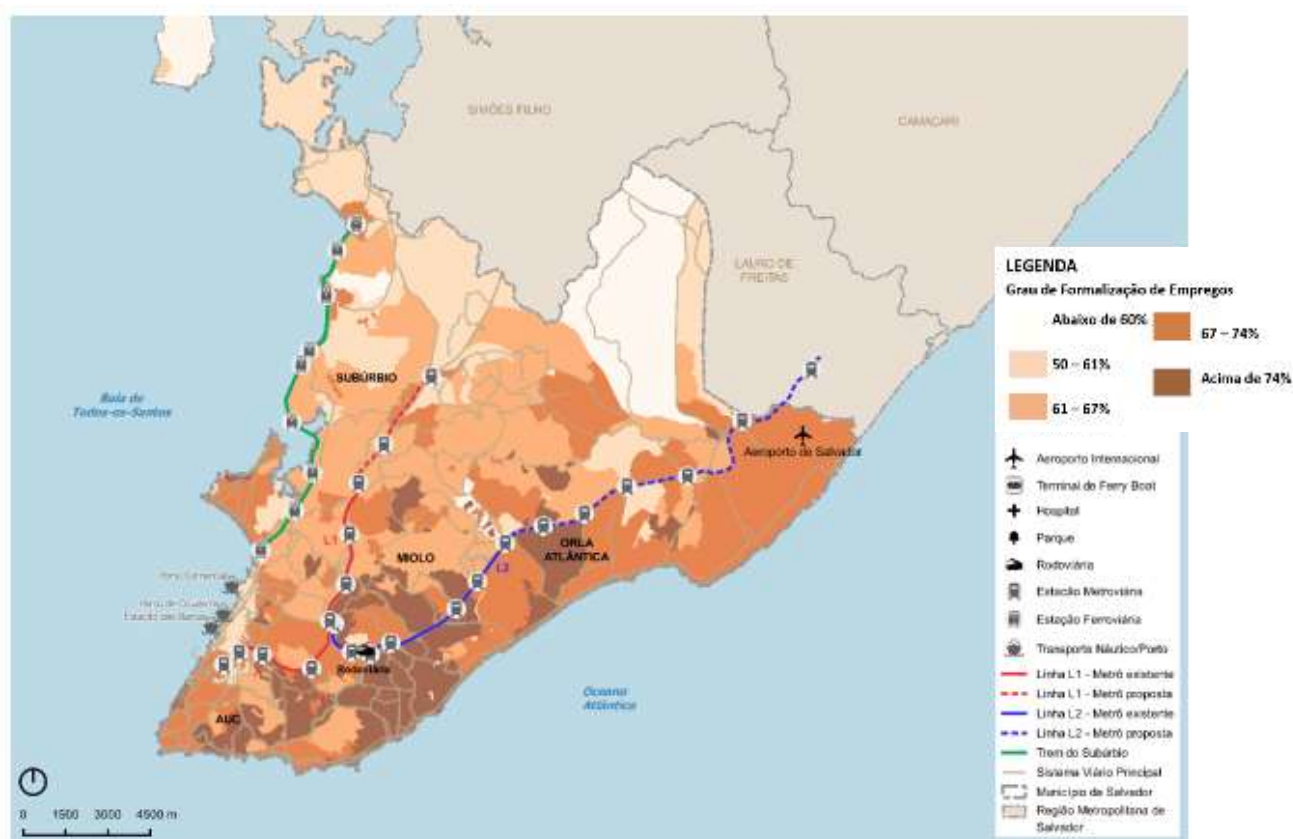 SIMÕES FILHO
CAMAÇARI
LAURO DE
FREITAS
Baía de
Todos-os-Santos
SUBÚRBIO
Aeroporto de Salvador
L1
MIOLO
L2
ORLA
ATLÂNTICA
Rodoviária
AUC
Oceano
Atlântico
0 1500 3000 4500 m
LEGENDA
Grau de Formalização de Empregos
Abaixo de 60%
67 – 74%
50 – 61%
Acima de 74%
61 – 67%
Aeroporto Internacional
Terminal de Ferry Boat
Hospital
Parque
Rodoviária
Estação Metroviária
Estação Ferroviária
Transporte Náutico/Porto
Linha L1 - Metrô existente
Linha L1 - Metrô proposta
Linha L2 - Metrô existente
Linha L2 - Metrô proposta
Trem do Subúrbio
Sistema Viário Principal
Município de Salvador
Região Metropolitana de
Salvador